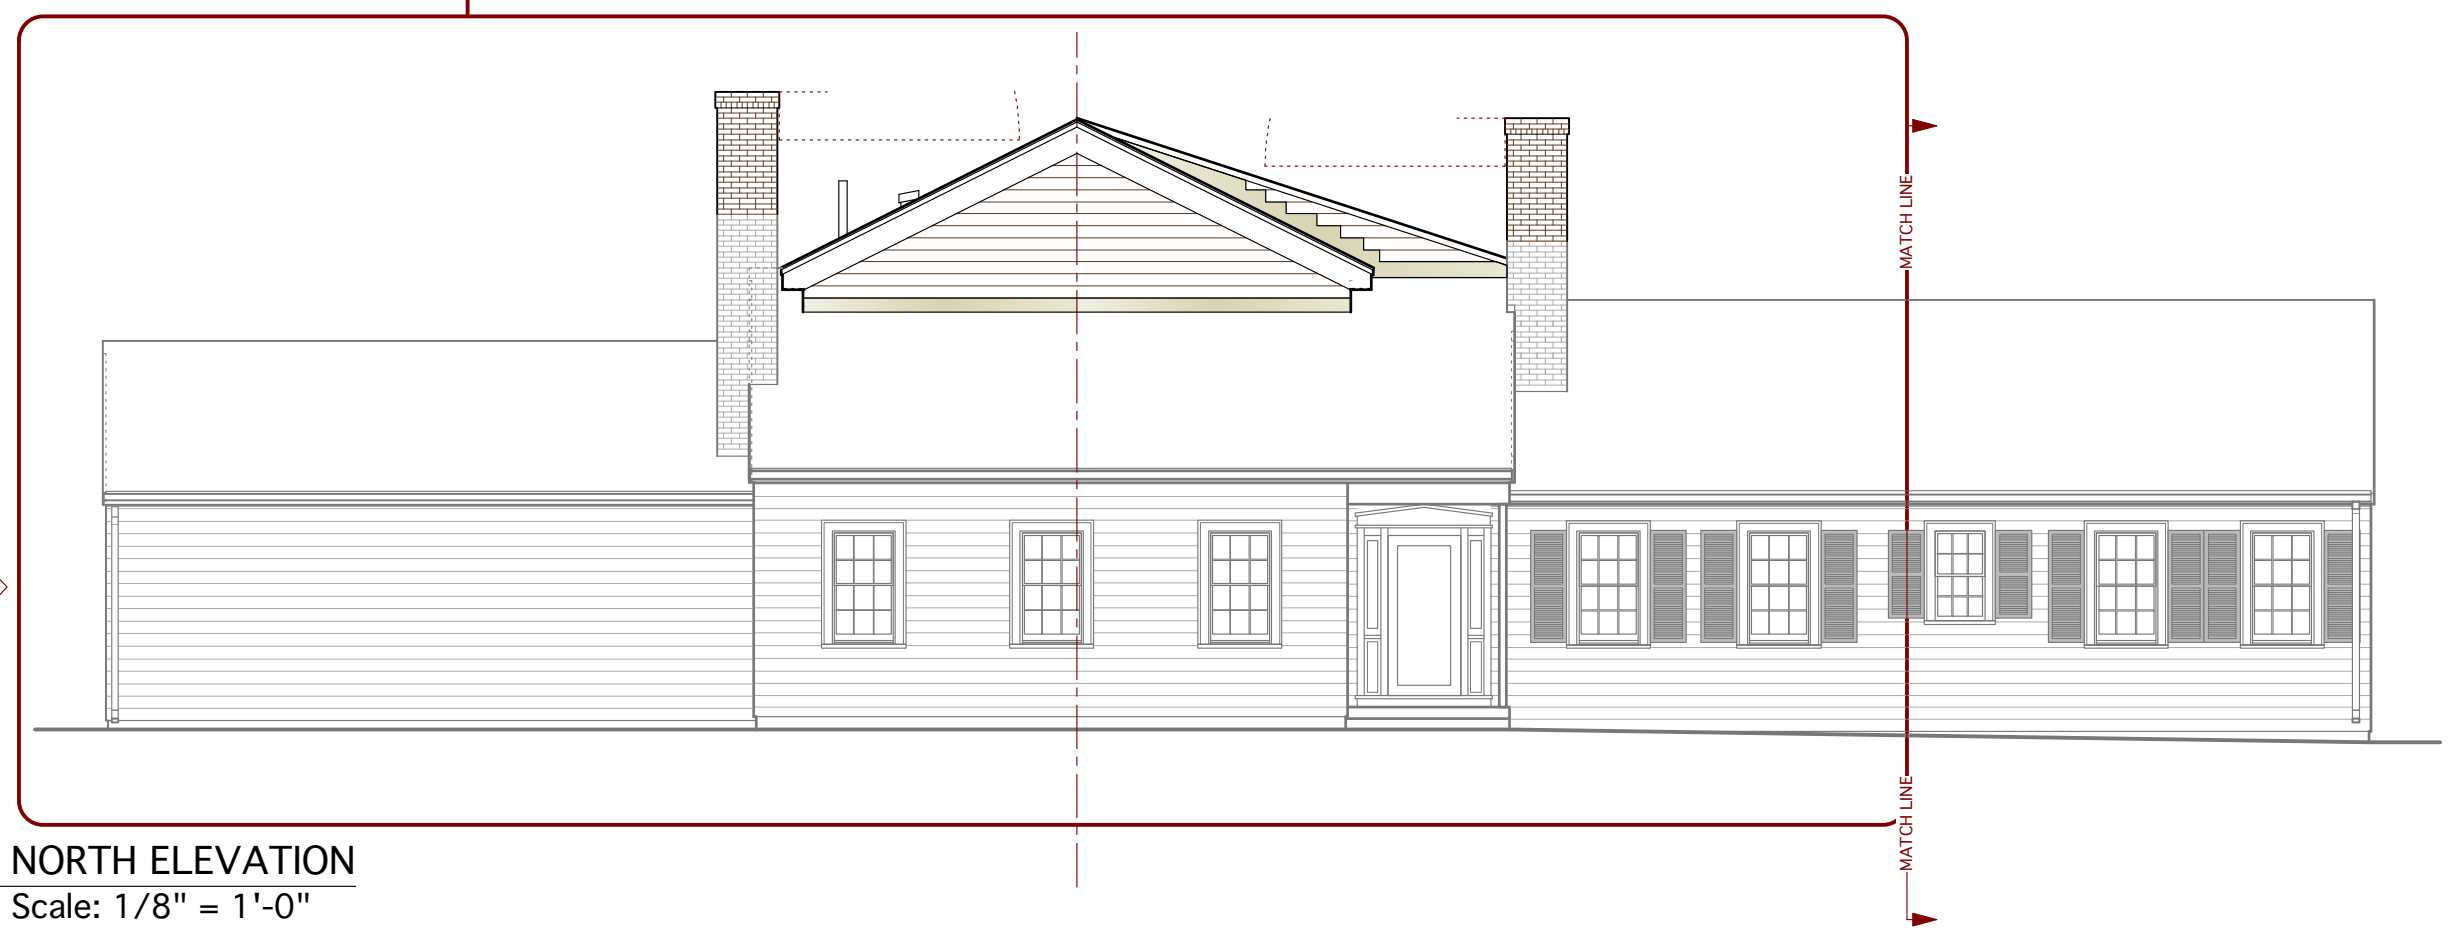 MATCH LINE
MATCH LINE
NORTH ELEVATION
Scale: 1/8" = 1'-0"